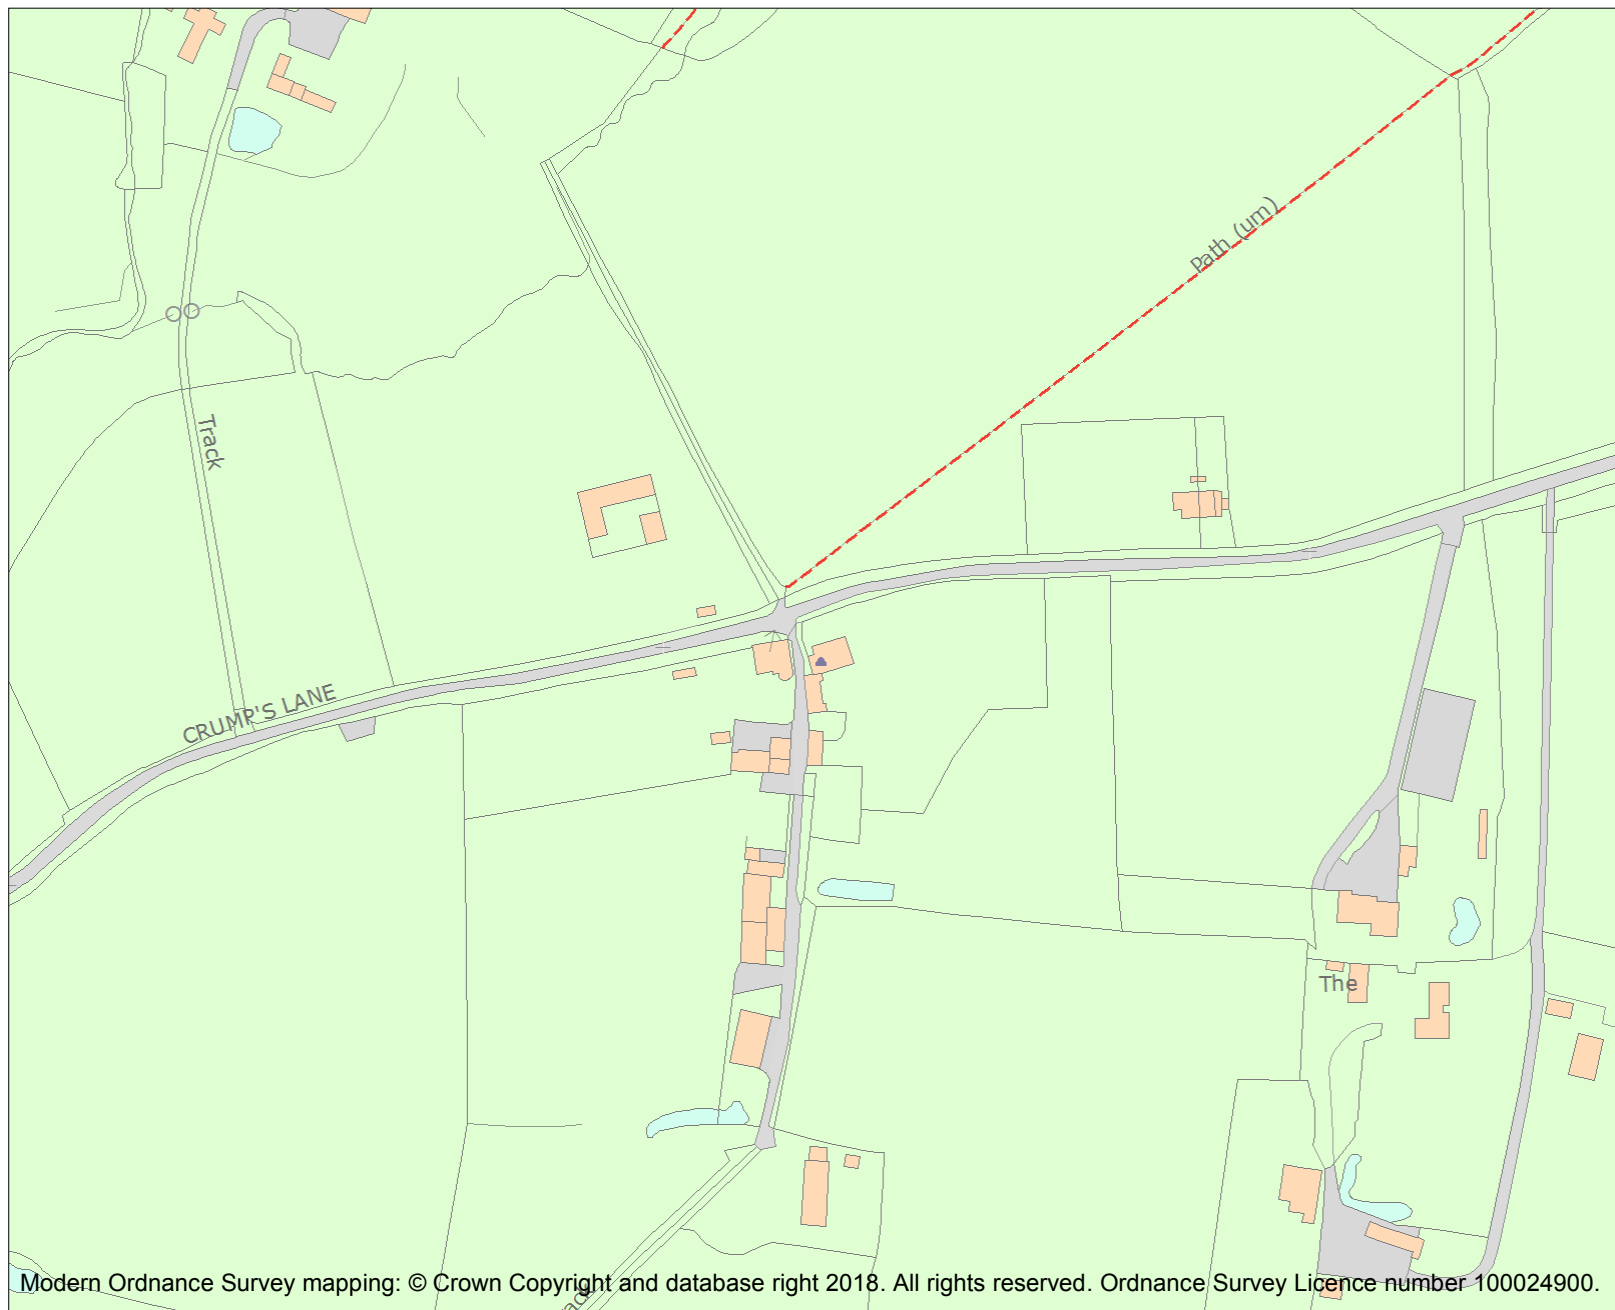 Path (um)
Track
CRUMP'S LANE
The
Modern Ordnance Survey mapping: © Crown Copyright and database right 2018. All rights reserved. Ordnance Survey Licence number 100024900.